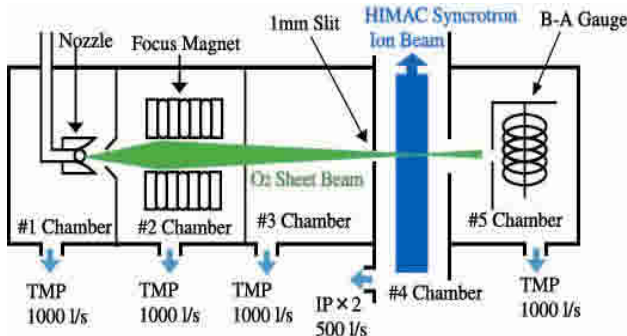 Nozzle
Focus Magnet
1mm Slit
HIMAC Syncrotron
Ion Beam
B-A Gauge
O₂ Sheet Beam
#1 Chamber
#2 Chamber
#3 Chamber
#4 Chamber
#5 Chamber
TMP
1000 l/s
TMP
1000 l/s
TMP
1000 l/s
IP×2
500 l/s
TMP
1000 l/s